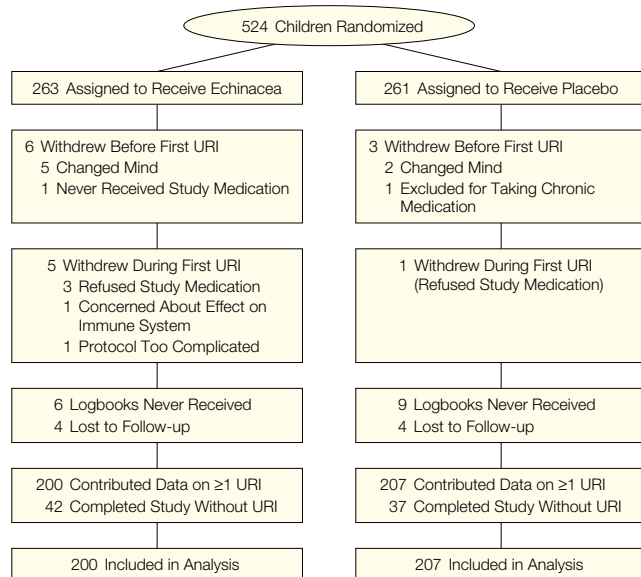 524 Children Randomized
263 Assigned to Receive Echinacea
6 Withdrew Before First URI
5 Changed Mind
1 Never Received Study Medication
5 Withdrew During First URI
3 Refused Study Medication
1 Concerned About Effect on
Immune System
1 Protocol Too Complicated
6 Logbooks Never Received
4 Lost to Follow-up
200 Contributed Data on ≥1 URI
42 Completed Study Without URI
200 Included in Analysis
261 Assigned to Receive Placebo
3 Withdrew Before First URI
2 Changed Mind
1 Excluded for Taking Chronic
Medication
1 Withdrew During First URI
(Refused Study Medication)
9 Logbooks Never Received
4 Lost to Follow-up
207 Contributed Data on ≥1 URI
37 Completed Study Without URI
207 Included in Analysis